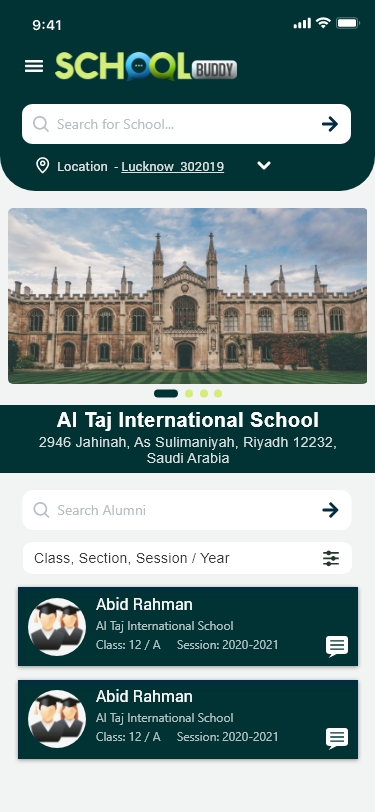 9:41
SCHOOL BUDDY
Search for School...
Location - Lucknow 302019
Al Taj International School
2946 Jahinah, As Sulimaniyah, Riyadh 12232,
Saudi Arabia
Search Alumni
Class, Section, Session / Year
Abid Rahman
Al Taj International School
Class: 12 / A Session: 2020-2021
Abid Rahman
Al Taj International School
Class: 12 / A Session: 2020-2021